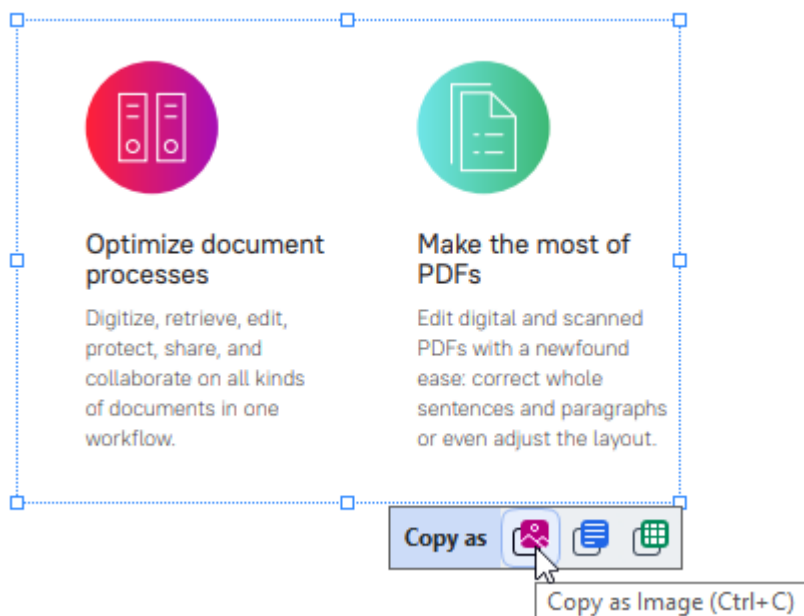 Optimize document
processes
Digitize, retrieve, edit,
protect, share, and
collaborate on all kinds
of documents in one
workflow.
Make the most of
PDFs
Edit digital and scanned
PDFs with a newfound
ease: correct whole
sentences and paragraphs
or even adjust the layout.
Copy as
Copy as Image (Ctrl+C)